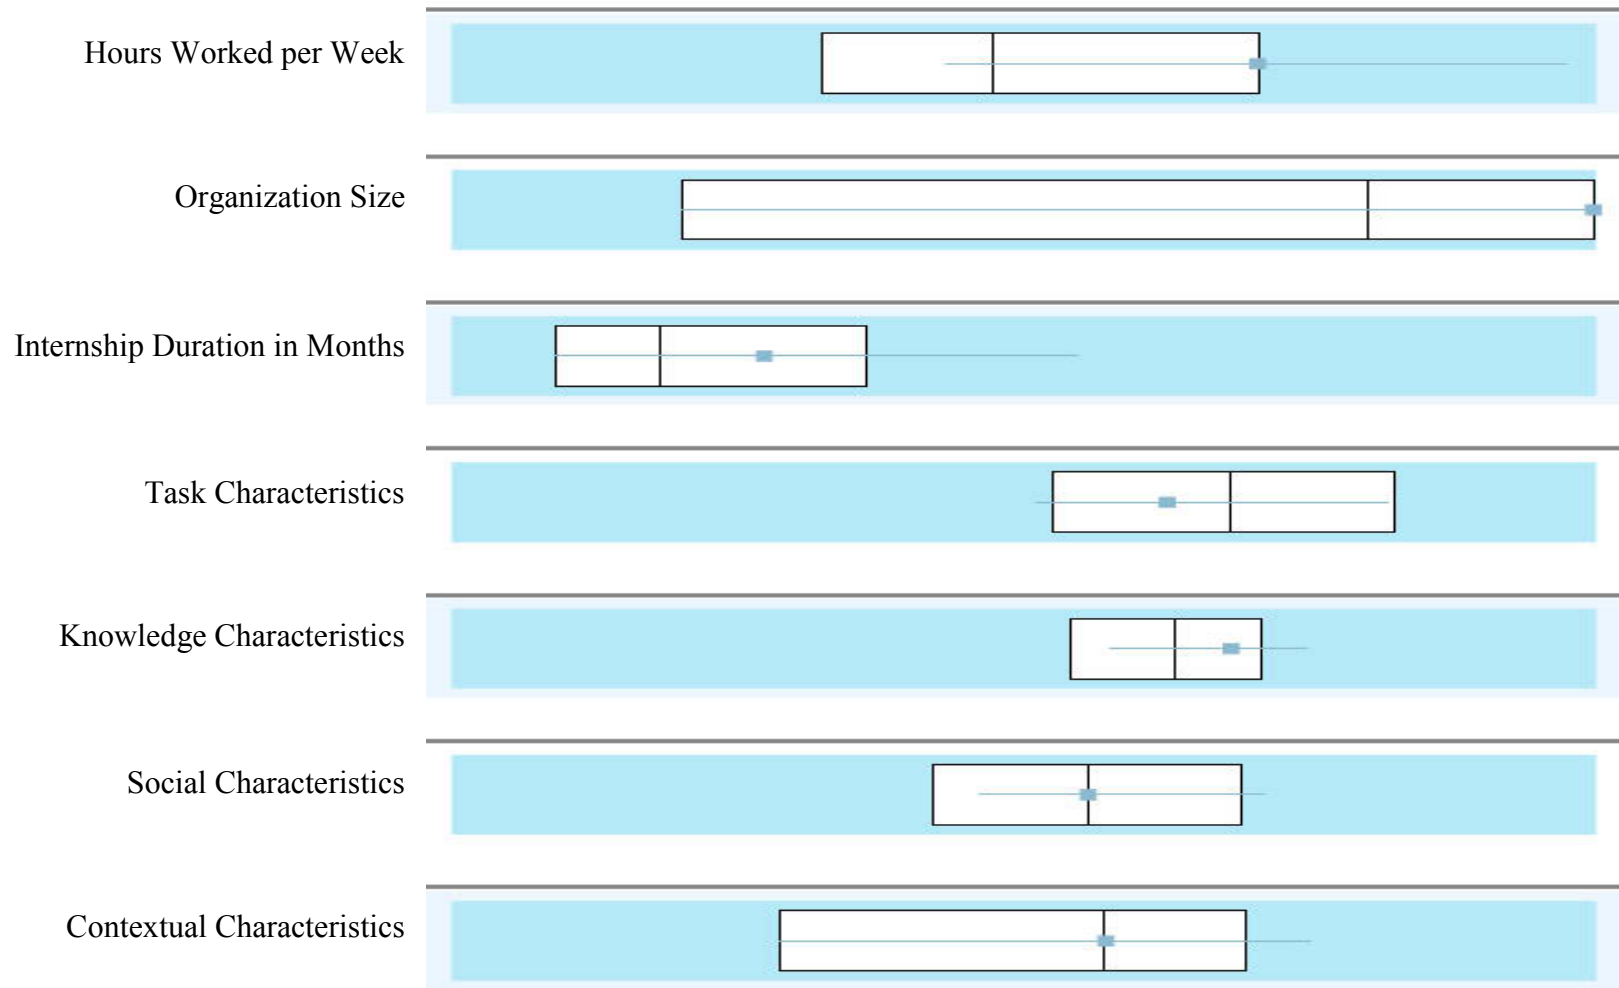 Hours Worked per Week
Organization Size
Internship Duration in Months
Task Characteristics
Knowledge Characteristics
Social Characteristics
Contextual Characteristics